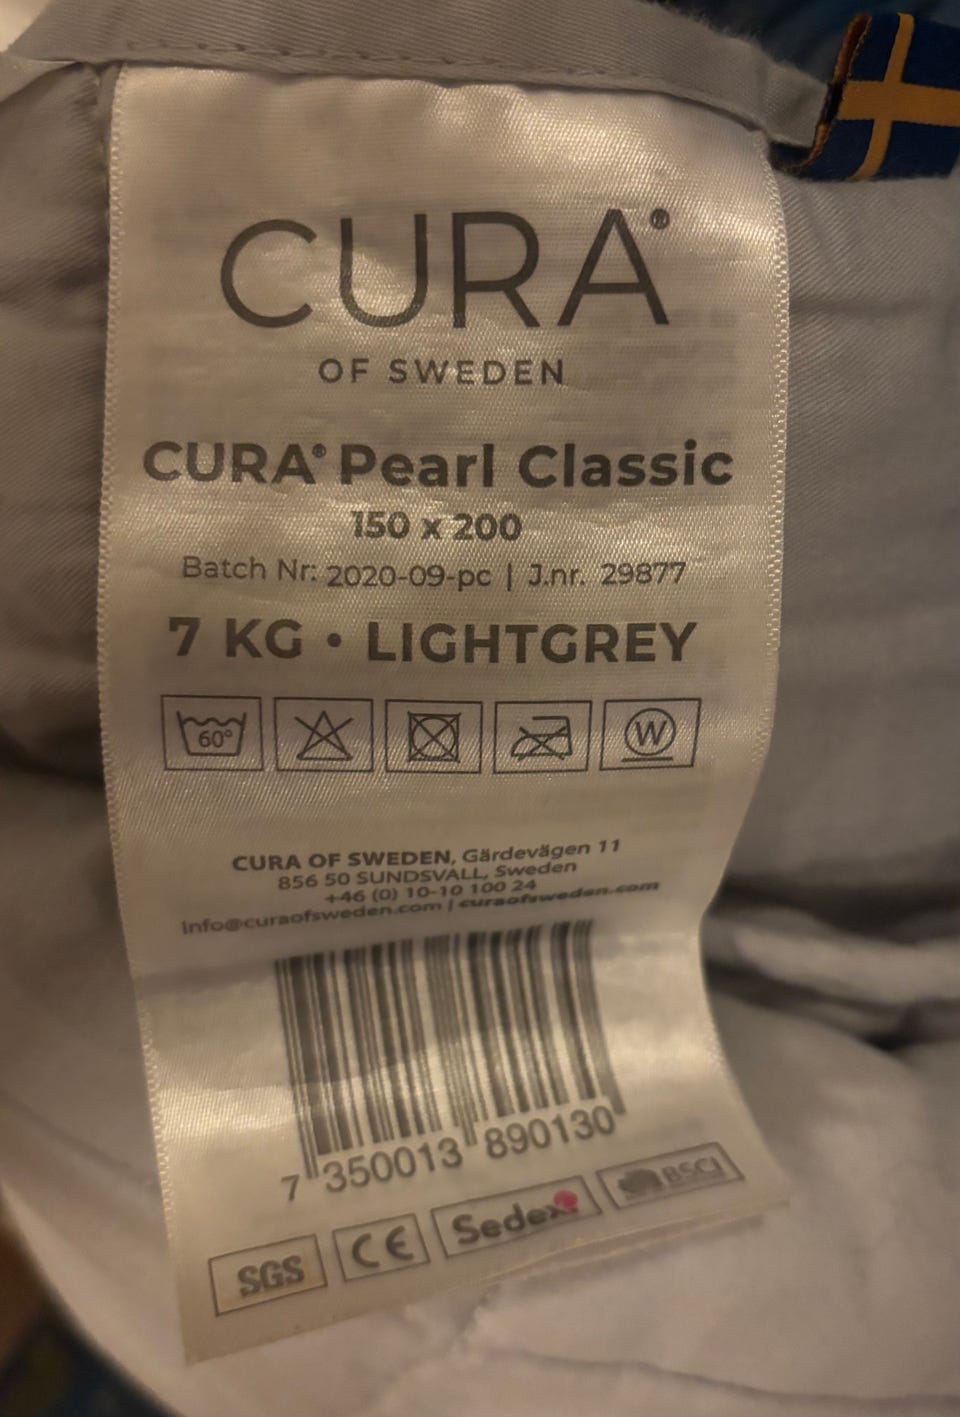 CURA®
OF SWEDEN
CURA® Pearl Classic
150 x 200
Batch Nr: 2020-09-pc | J.nr. 29877
7 KG • LIGHTGREY
60°
W
CURA OF SWEDEN, Gärdevägen 11
856 50 SUNDSVALL, Sweden
+46 (0) 10-10 100 24
info@curaofsweden.com | curaofsweden.com
7 350013 890130
SGS CE Sedex BSCI